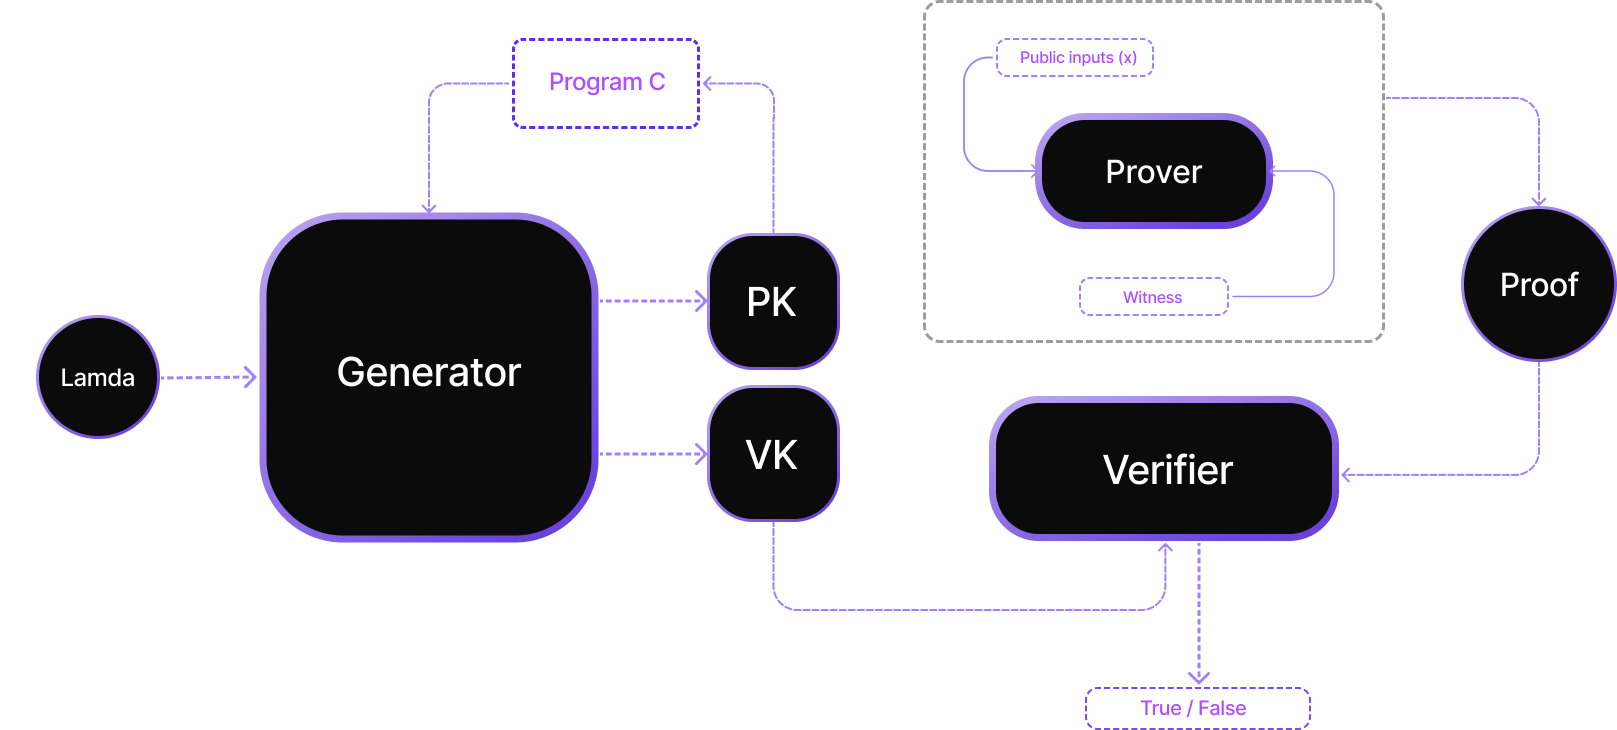 Program C
Public inputs (x)
Prover
Witness
Proof
PK
Generator
Lamda
VK
Verifier
True / False